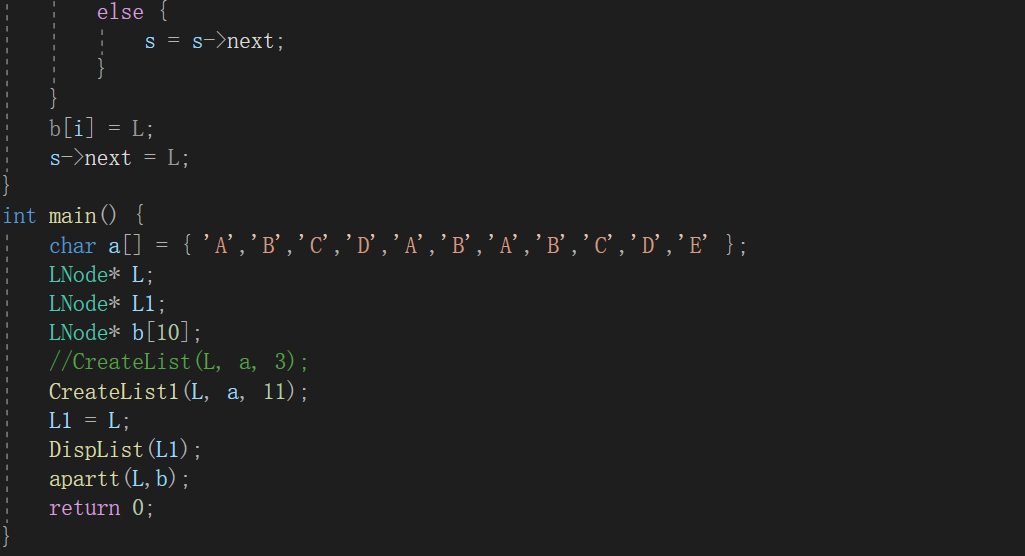 else {
s = s->next;
}
}
b[i] = L;
s->next = L;
}
int main() {
char a[] = { 'A','B','C','D','A','B','A','B','C','D','E' };
LNode* L;
LNode* L1;
LNode* b[10];
//CreateList(L, a, 3);
CreateList1(L, a, 11);
L1 = L;
DispList(L1);
apartt(L,b);
return 0;
}